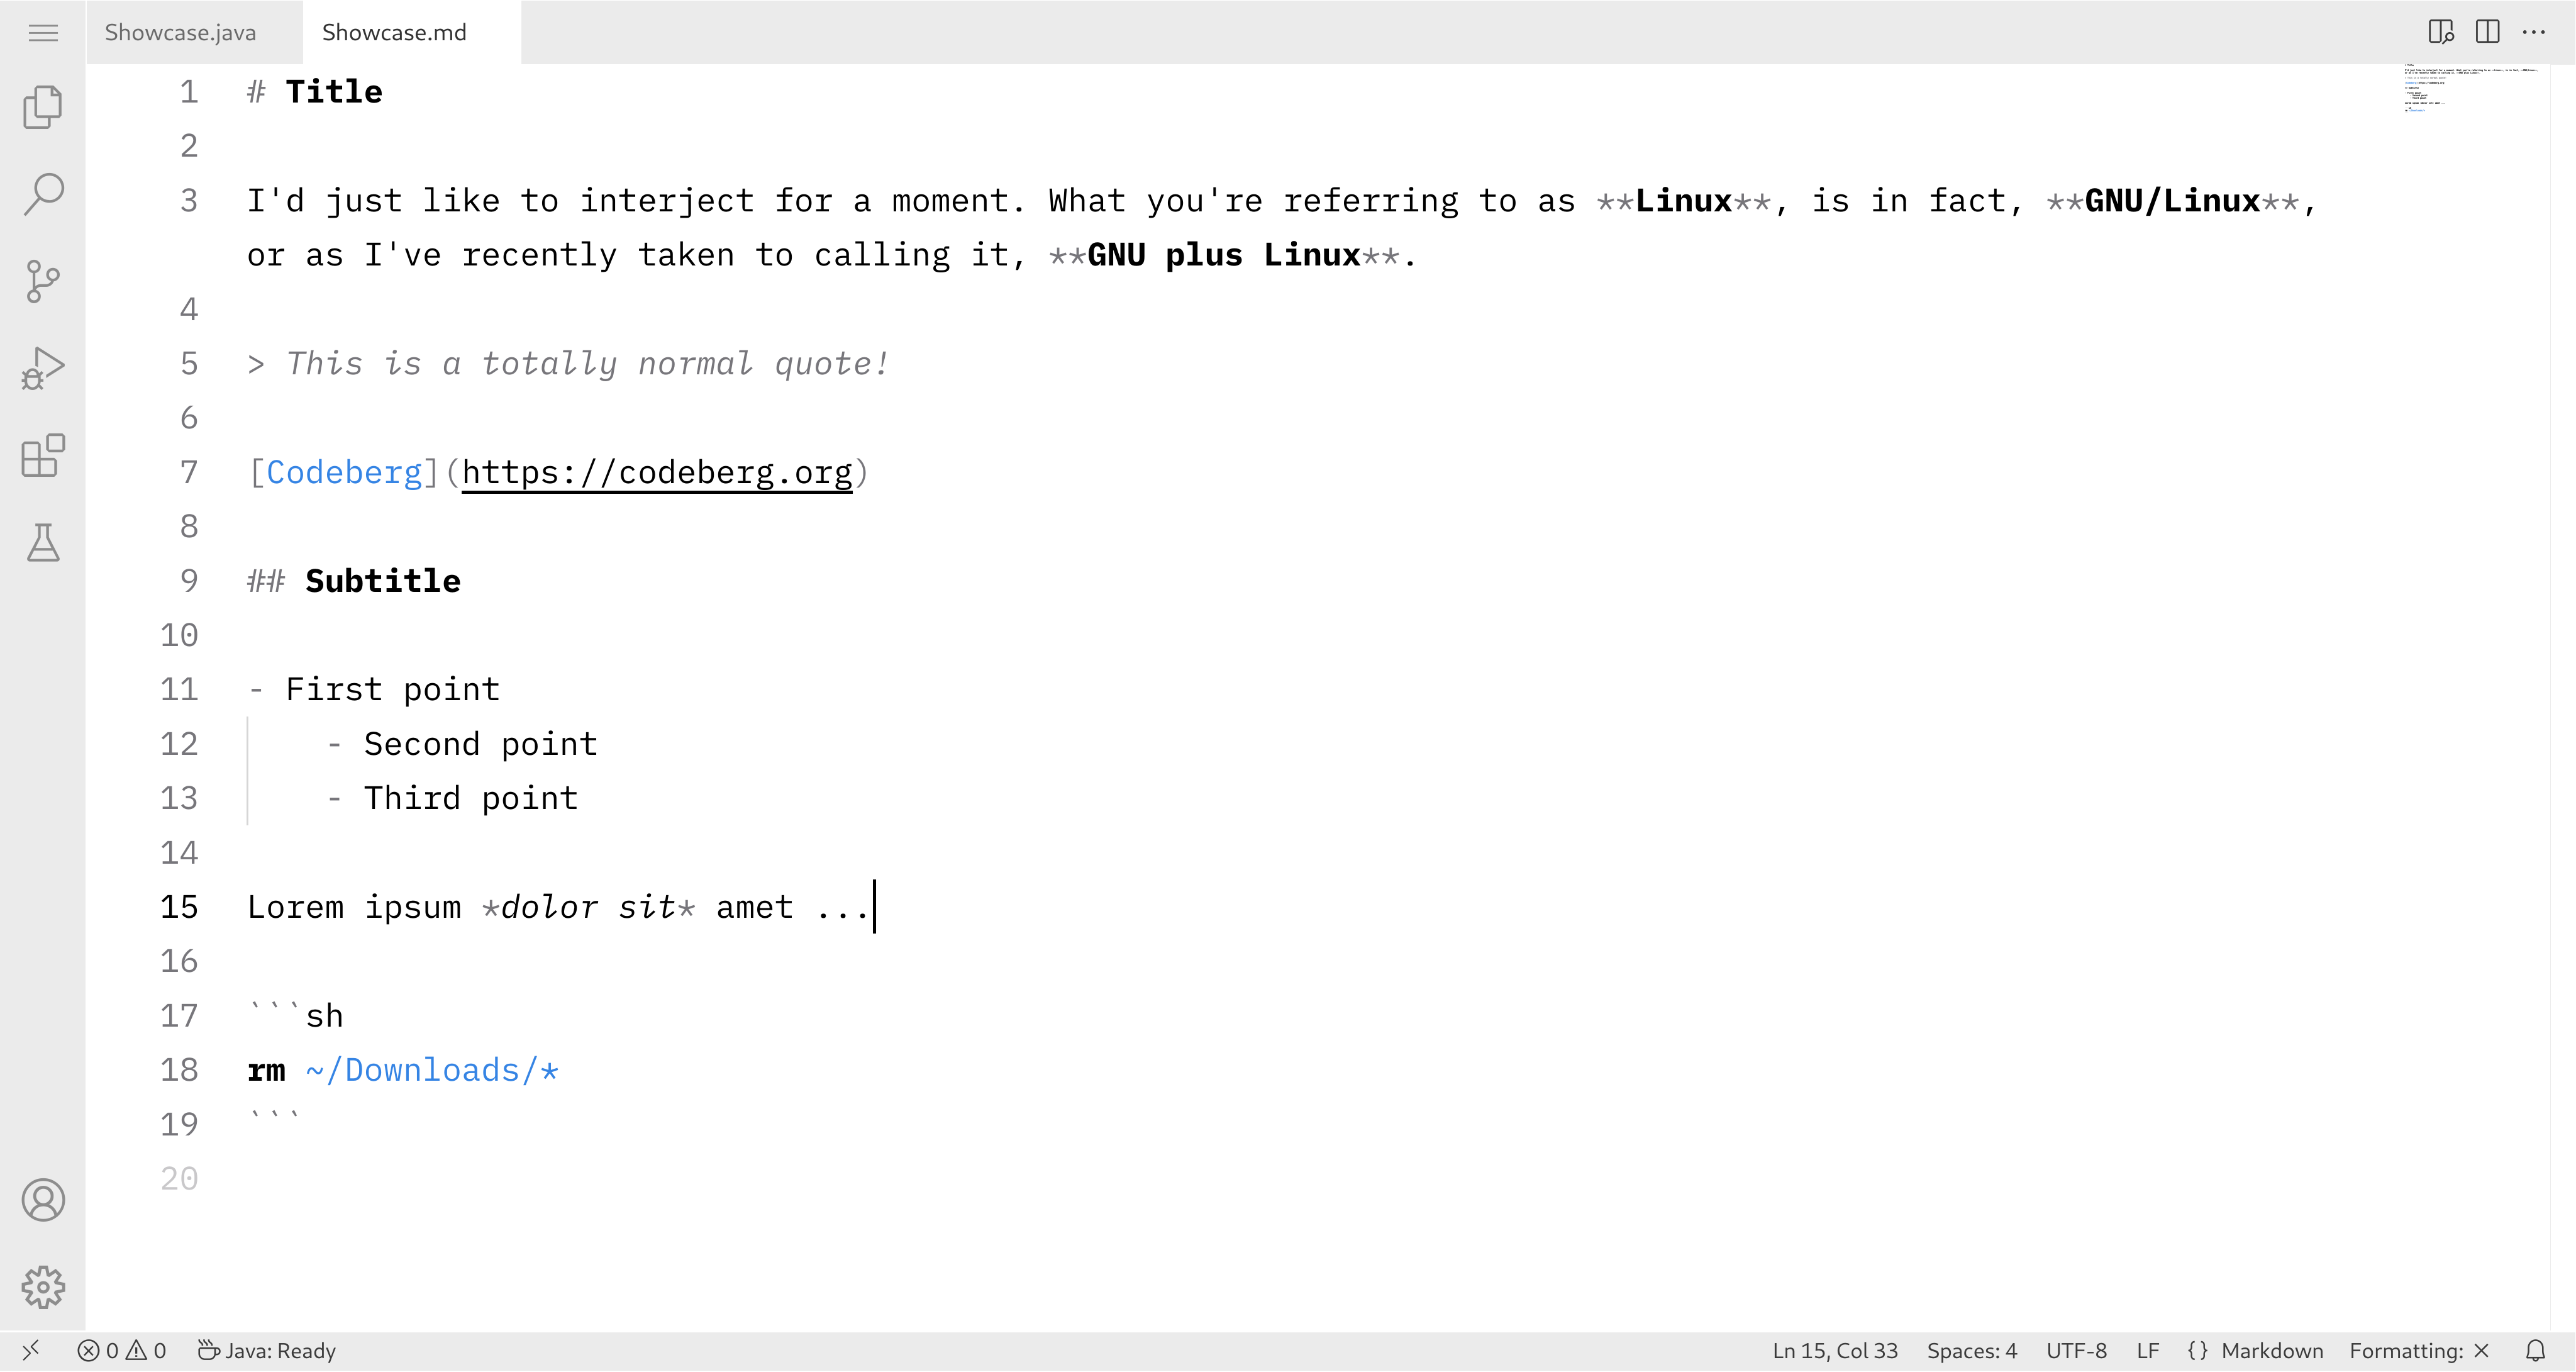 Showcase.java Showcase.md
1 # Title
2
3 I'd just like to interject for a moment. What you're referring to as **Linux**, is in fact, **GNU/Linux**,
or as I've recently taken to calling it, **GNU plus Linux**.
4
5 > This is a totally normal quote!
6
7 [Codeberg](https://codeberg.org)
8
9 ## Subtitle
10
11 - First point
12     - Second point
13     - Third point
14
15 Lorem ipsum *dolor sit* amet ...
16
17 ```sh
18 rm ~/Downloads/*
19 ```
20
0 0 Java: Ready Ln 15, Col 33 Spaces: 4 UTF-8 LF {} Markdown Formatting: ×